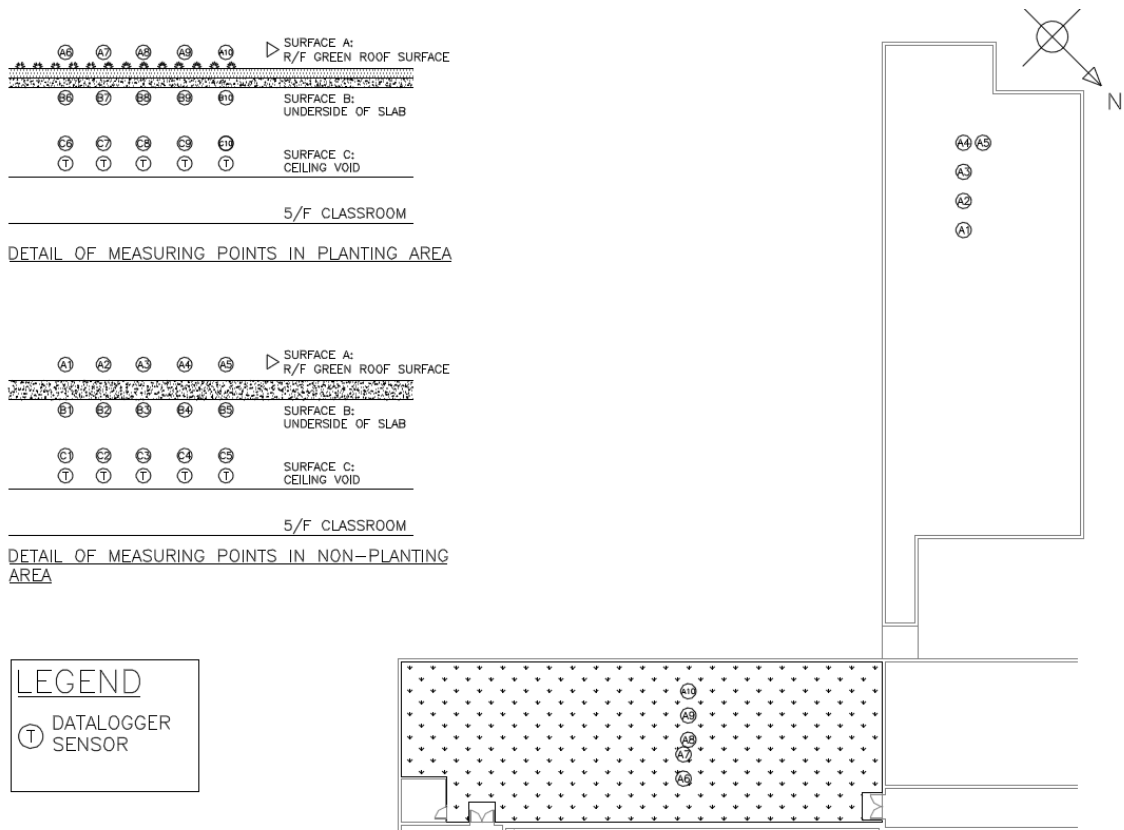 A6 A7 A8 A9 A10
SURFACE A:
R/F GREEN ROOF SURFACE
B6 B7 B8 B9 B10
SURFACE B:
UNDERSIDE OF SLAB
C6 C7 C8 C9 C10
T T T T T
SURFACE C:
CEILING VOID
5/F CLASSROOM
DETAIL OF MEASURING POINTS IN PLANTING AREA
A1 A2 A3 A4 A5
SURFACE A:
R/F GREEN ROOF SURFACE
B1 B2 B3 B4 B5
SURFACE B:
UNDERSIDE OF SLAB
C1 C2 C3 C4 C5
T T T T T
SURFACE C:
CEILING VOID
5/F CLASSROOM
DETAIL OF MEASURING POINTS IN NON-PLANTING
AREA
LEGEND
T DATALOGGER
SENSOR
N
A4 A5
A3
A2
A1
A10
A9
A8
A7
A6